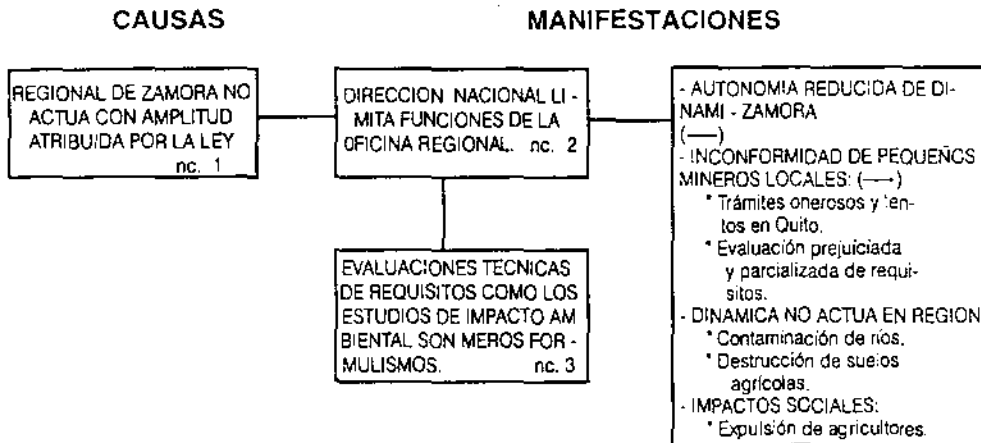 CAUSAS
MANIFESTACIONES
REGIONAL DE ZAMORA NO
ACTUA CON AMPLITUD
ATRIBUIDA POR LA LEY
nc. 1
DIRECCION NACIONAL LI -
MITA FUNCIONES DE LA
OFICINA REGIONAL. nc. 2
EVALUACIONES TECNICAS
DE REQUISITOS COMO LOS
ESTUDIOS DE IMPACTO AM
BIENTAL SON MEROS FOR -
MULISMOS. nc. 3
- AUTONOMIA REDUCIDA DE DI-
NAMI - ZAMORA
(—)
- INCONFORMIDAD DE PEQUEÑOS
MINEROS LOCALES: (—→)
* Trámites onerosos y len-
tos en Quito.
* Evaluación prejuiciada
y parcializada de requi-
sitos.
- DINAMICA NO ACTUA EN REGION
* Contaminación de ríos.
* Destrucción de suelos
agrícolas.
- IMPACTOS SOCIALES:
* Expulsión de agricultores.